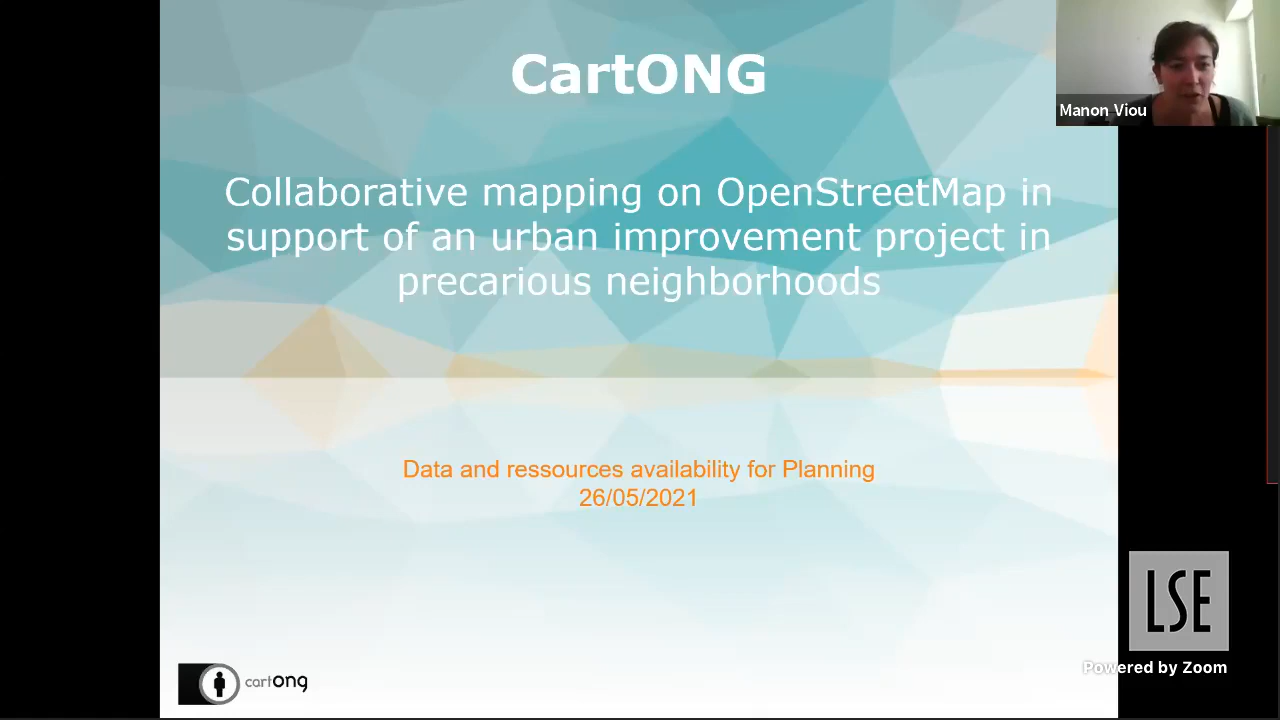 CartONG
Manon Viou
Collaborative mapping on OpenStreetMap in
support of an urban improvement project in
precarious neighborhoods
Data and ressources availability for Planning
26/05/2021
LSE
Powered by Zoom
cartong